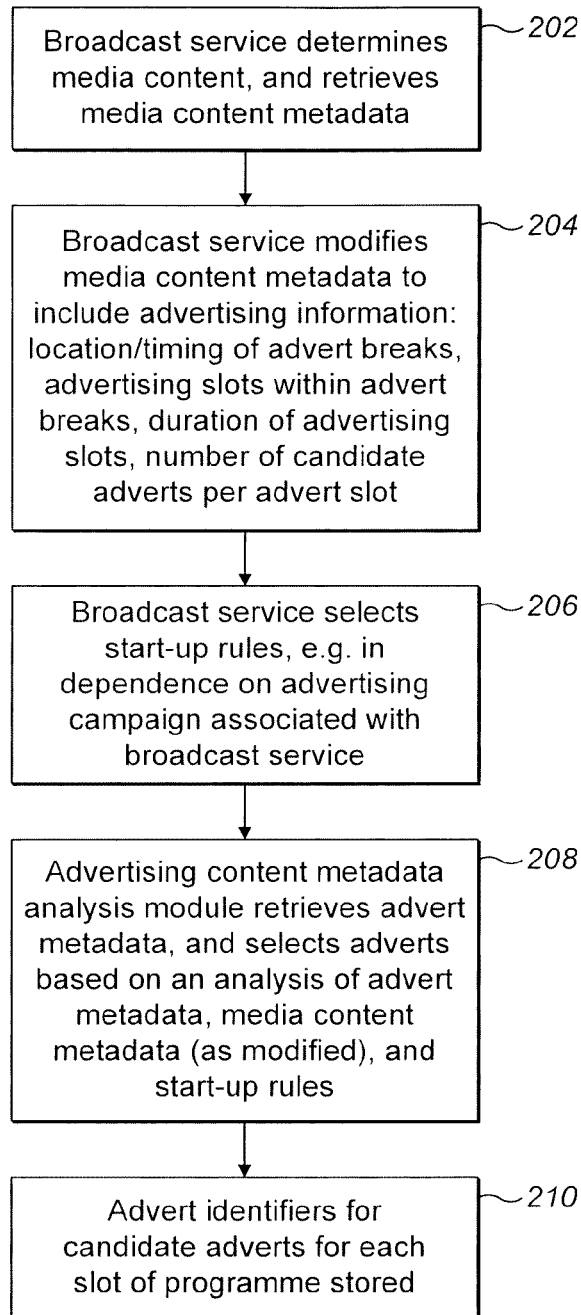 Broadcast service determines
media content, and retrieves
media content metadata
202
Broadcast service modifies
media content metadata to
include advertising information:
location/timing of advert breaks,
advertising slots within advert
breaks, duration of advertising
slots, number of candidate
adverts per advert slot
204
Broadcast service selects
start-up rules, e.g. in
dependence on advertising
campaign associated with
broadcast service
206
Advertising content metadata
analysis module retrieves advert
metadata, and selects adverts
based on an analysis of advert
metadata, media content
metadata (as modified), and
start-up rules
208
Advert identifiers for
candidate adverts for each
slot of programme stored
210